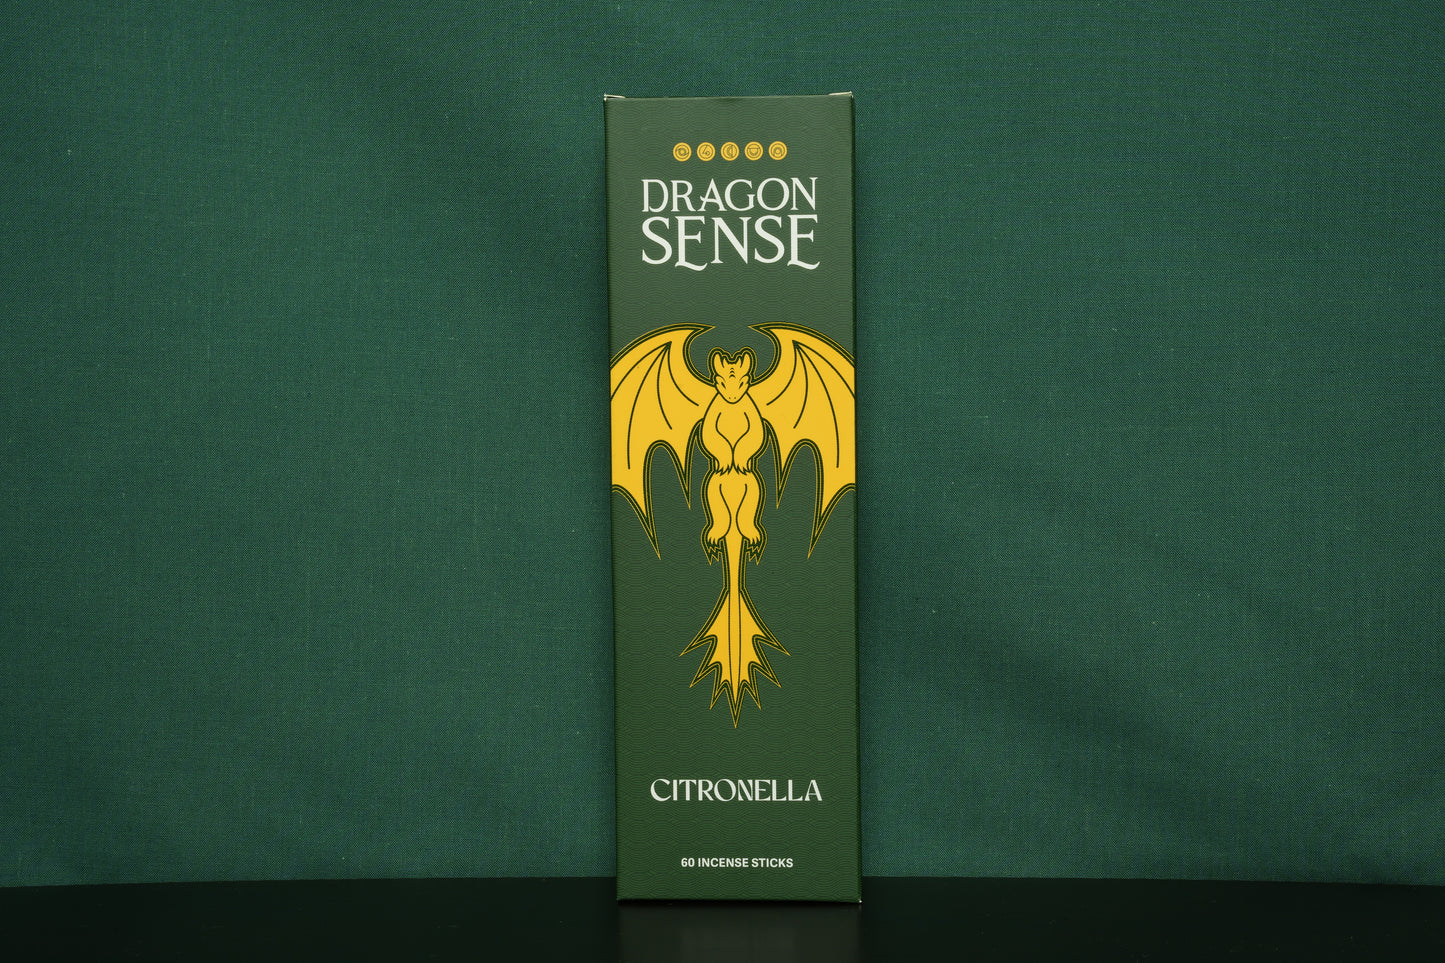 DRAGON
SENSE
CITRONELLA
60 INCENSE STICKS